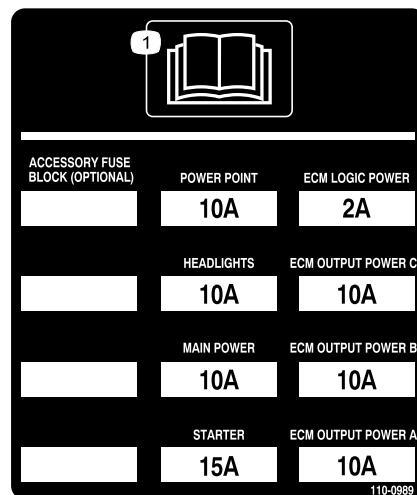 1
ACCESSORY FUSE
BLOCK (OPTIONAL)
POWER POINT
ECM LOGIC POWER
10A
2A
HEADLIGHTS
ECM OUTPUT POWER C
10A
10A
MAIN POWER
ECM OUTPUT POWER B
10A
10A
STARTER
ECM OUTPUT POWER A
15A
10A
110-0989